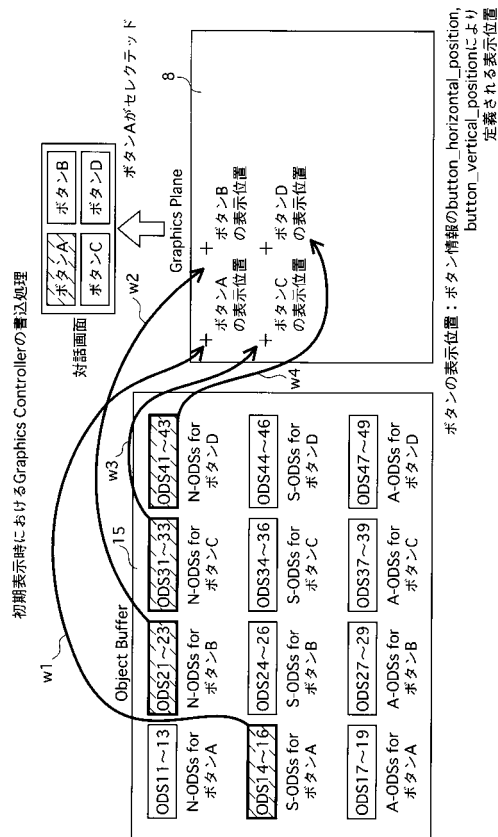 初期表示時におけるGraphics Controllerの書込処理
対話画面
ボタンA
ボタンB
ボタンC
ボタンD
ボタンAがセレクテッド
w1
w2
w3
w4
Object Buffer
15
ODS11~13
N-ODSs for
ボタンA
ODS21~23
N-ODSs for
ボタンB
ODS31~33
N-ODSs for
ボタンC
ODS41~43
N-ODSs for
ボタンD
ODS14~16
S-ODSs for
ボタンA
ODS24~26
S-ODSs for
ボタンB
ODS34~36
S-ODSs for
ボタンC
ODS44~46
S-ODSs for
ボタンD
ODS17~19
A-ODSs for
ボタンA
ODS27~29
A-ODSs for
ボタンB
ODS37~39
A-ODSs for
ボタンC
ODS47~49
A-ODSs for
ボタンD
Graphics Plane
8
ボタンA
の表示位置
ボタンB
の表示位置
ボタンC
の表示位置
ボタンD
の表示位置
ボタンの表示位置:ボタン情報のbutton_horizontal_position,
button_vertical_positionにより
定義される表示位置